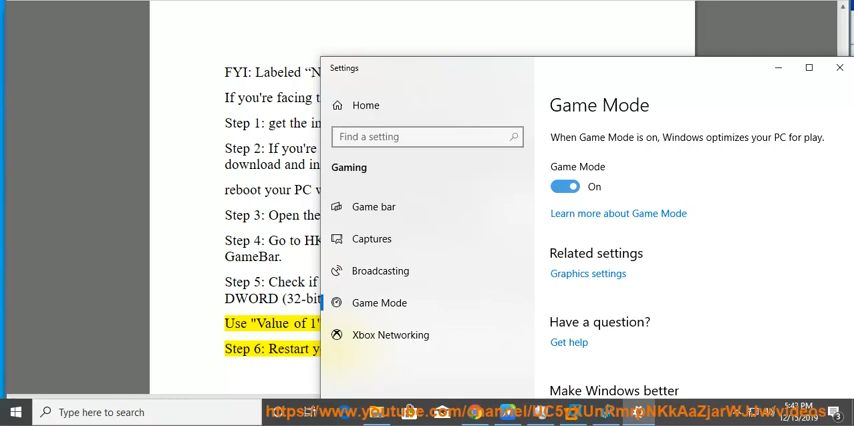 FYI: Labeled “N
If you're facing t
Step 1: get the in
Step 2: If you're
download and in
reboot your PC v
Step 3: Open the
Step 4: Go to HK
GameBar.
Step 5: Check if
DWORD (32-bit
Use "Value of 1"
Step 6: Restart y
Settings
Home
Find a setting
Gaming
Game bar
Captures
Broadcasting
Game Mode
Xbox Networking
Game Mode
When Game Mode is on, Windows optimizes your PC for play.
Game Mode
On
Learn more about Game Mode
Related settings
Graphics settings
Have a question?
Get help
Make Windows better
Type here to search
5:43 PM
12/15/2019
3